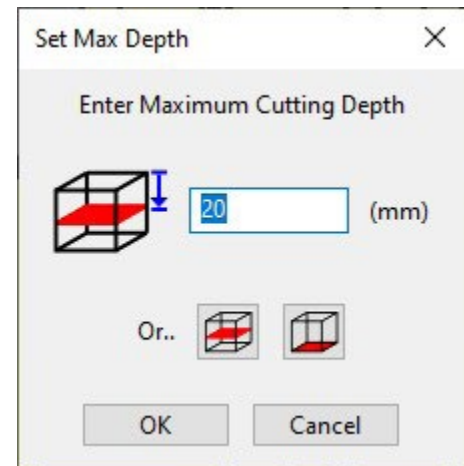 Set Max Depth
Enter Maximum Cutting Depth
20 (mm)
Or..
OK Cancel